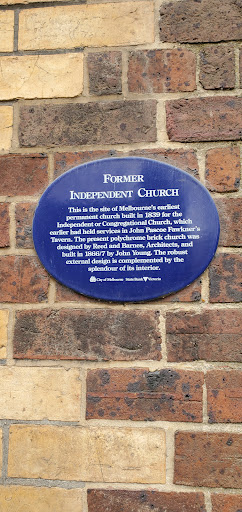 FORMER
INDEPENDENT CHURCH
This is the site of Melbourne's earliest
permanent church built in 1839 for the
Independent or Congregational Church, which
earlier had held services in John Pascoe Fawkner's
Tavern. The present polychrome brick church was
designed by Reed and Barnes, Architects, and
built in 1866/7 by John Young. The robust
external design is complemented by the
splendour of its interior.
City of Melbourne Heritage Victoria